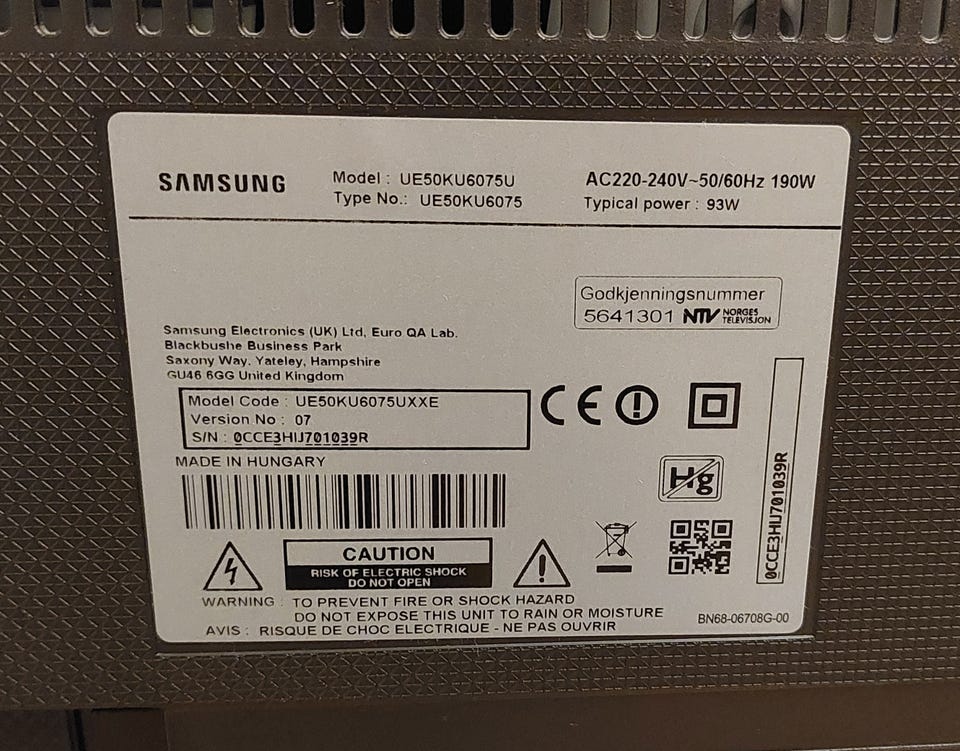 SAMSUNG
Model : UE50KU6075U
Type No.: UE50KU6075
AC220-240V~50/60Hz 190W
Typical power : 93W
Godkjenningsnummer
5641301 NTV NORGES TELEVISJON
Samsung Electronics (UK) Ltd, Euro QA Lab.
Blackbushe Business Park
Saxony Way, Yateley, Hampshire
GU46 6GG United Kingdom
Model Code : UE50KU6075UXXE
Version No : 07
S/N : 0CCE3HIJ701039R
MADE IN HUNGARY
CE
Hg
0CCE3HIJ701039R
CAUTION
RISK OF ELECTRIC SHOCK
DO NOT OPEN
WARNING : TO PREVENT FIRE OR SHOCK HAZARD
DO NOT EXPOSE THIS UNIT TO RAIN OR MOISTURE
AVIS : RISQUE DE CHOC ELECTRIQUE - NE PAS OUVRIR
BN68-06708G-00